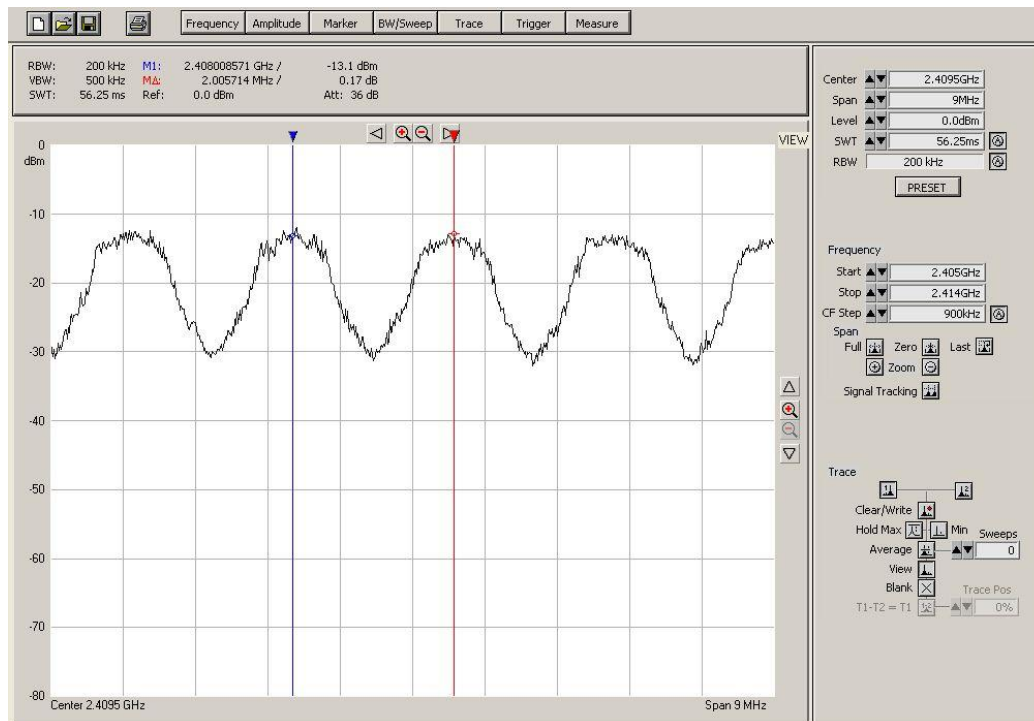 Frequency Amplitude Marker BW/Sweep Trace Trigger Measure
RBW: 200 kHz M1: 2.408008571 GHz / -13.1 dBm
VBW: 500 kHz MΔ: 2.005714 MHz / 0.17 dB
SWT: 56.25 ms Ref: 0.0 dBm Att: 36 dB
VIEW
0
dBm
-10
-20
-30
-40
-50
-60
-70
-80
Center 2.4095 GHz Span 9 MHz
Center 2.4095GHz
Span 9MHz
Level 0.0dBm
SWT 56.25ms
RBW 200 kHz
PRESET
Frequency
Start 2.405GHz
Stop 2.414GHz
CF Step 900kHz
Span
Full Zero Last
Zoom
Signal Tracking
Trace
1 2
Clear/Write
Hold Max Min Sweeps
Average 0
View
Blank Trace Pos
T1-T2 = T1 0%